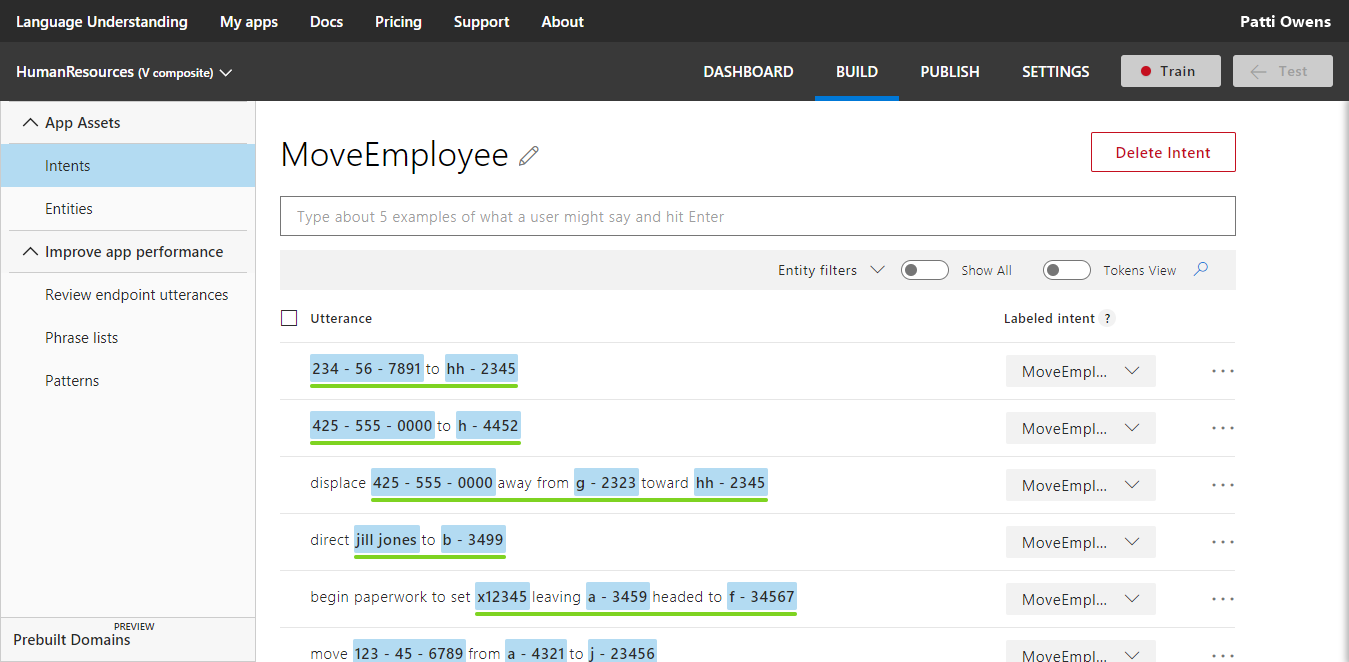 Language Understanding My apps Docs Pricing Support About Patti Owens
HumanResources (V composite) DASHBOARD BUILD PUBLISH SETTINGS Train Test
App Assets
Intents
Entities
Improve app performance
Review endpoint utterances
Phrase lists
Patterns
PREVIEW
Prebuilt Domains
MoveEmployee Delete Intent
Type about 5 examples of what a user might say and hit Enter
Entity filters Show All Tokens View
Utterance Labeled intent ?
234 - 56 - 7891 to hh - 2345 MoveEmpl... ...
425 - 555 - 0000 to h - 4452 MoveEmpl... ...
displace 425 - 555 - 0000 away from g - 2323 toward hh - 2345 MoveEmpl... ...
direct jill jones to b - 3499 MoveEmpl... ...
begin paperwork to set x12345 leaving a - 3459 headed to f - 34567 MoveEmpl... ...
move 123 - 45 - 6789 from a - 4321 to j - 23456 MoveEmpl... ...